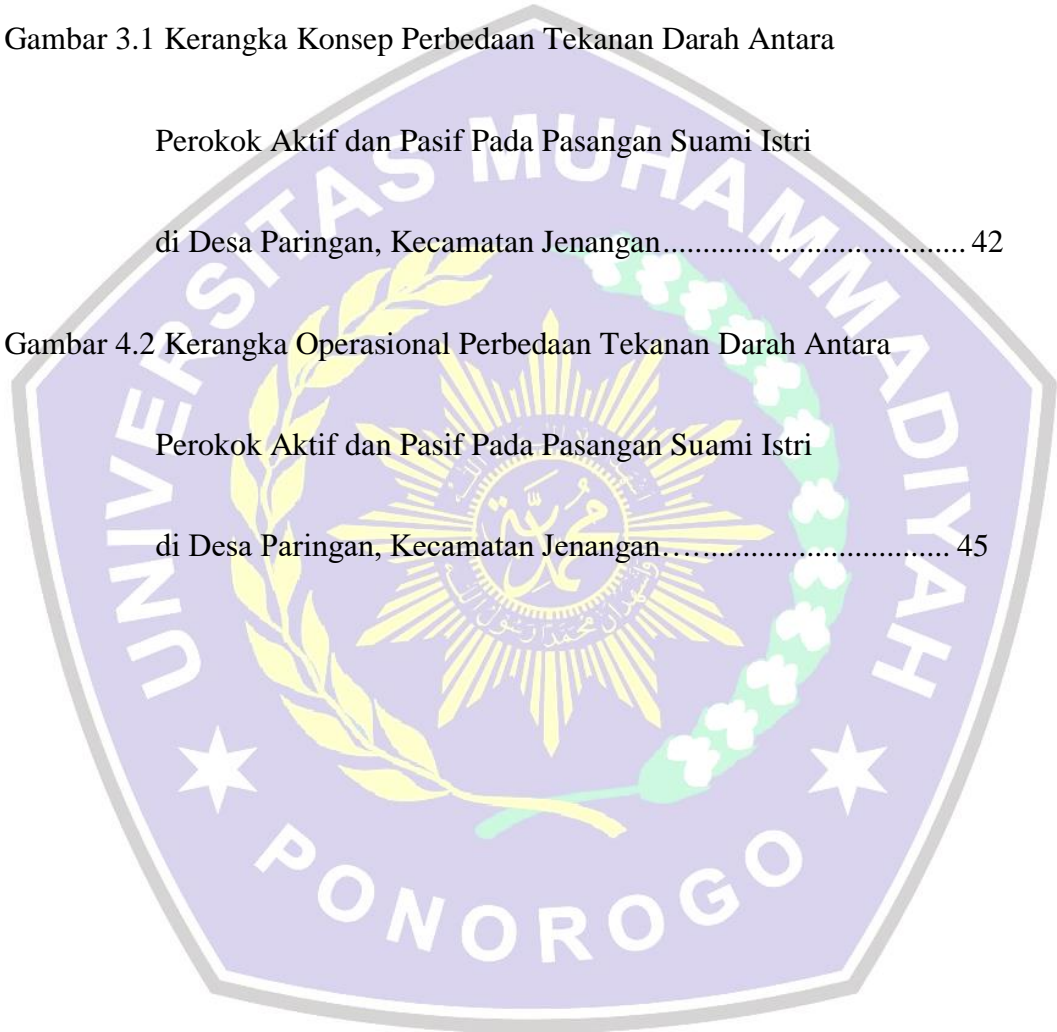 Gambar 3.1 Kerangka Konsep Perbedaan Tekanan Darah Antara
Perokok Aktif dan Pasif Pada Pasangan Suami Istri
di Desa Paringan, Kecamatan Jenangan...................................... 42
Gambar 4.2 Kerangka Operasional Perbedaan Tekanan Darah Antara
Perokok Aktif dan Pasif Pada Pasangan Suami Istri
di Desa Paringan, Kecamatan Jenangan.…............................... 45
UNIVERSITAS MUHAMMADIYAH
PONOROGO